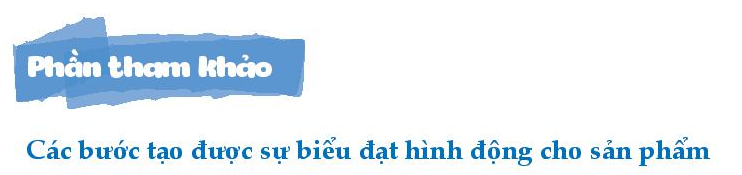 Phần tham khảo
Các bước tạo được sự biểu đạt hình động cho sản phẩm